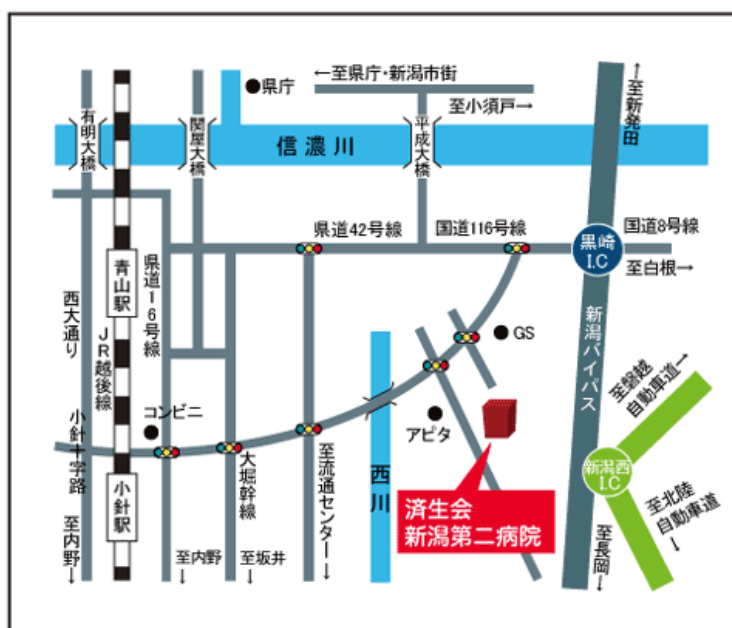 ←至県庁・新潟市街
●県庁
至小須戸→
←至新発田
有明大橋
関屋大橋
信濃川
平成大橋
県道42号線
国道116号線
黒崎
I.C
国道8号線
至白根→
青山駅
県道16号線
西大通り
JR越後線
新潟バイパス
●GS
至磐越
自動車道→
コンビニ
アピタ
小針十字路
大堀幹線
至流通センター→
西川
新潟西
I.C
小針駅
済生会
新潟第二病院
至北陸
自動車道→
至内野→
至内野
↓
至坂井
↓
至長岡→